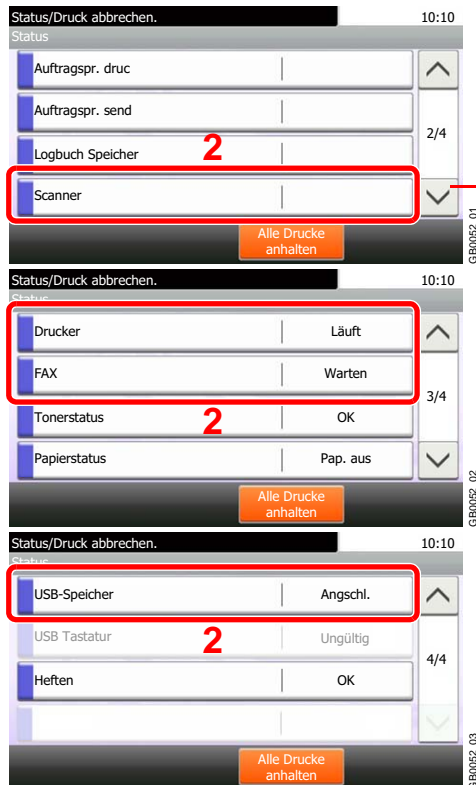 Status/Druck abbrechen. 10:10
Status
Auftragspr. druc
Auftragspr. send
2/4
Logbuch Speicher
2
Scanner
Alle Drucke
anhalten
GB0052_01
Status/Druck abbrechen. 10:10
Status
Drucker Läuft
FAX Warten
3/4
Tonerstatus OK
2
Papierstatus Pap. aus
Alle Drucke
anhalten
GB0052_02
Status/Druck abbrechen. 10:10
Status
USB-Speicher Angschl.
USB Tastatur Ungültig
2
4/4
Heften OK
Alle Drucke
anhalten
GB0052_03